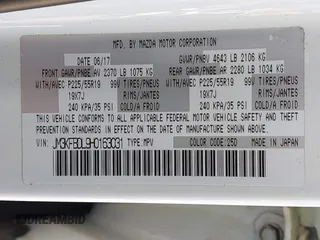 MFD. BY MAZDA MOTOR CORPORATION
DATE 06/17 GVWR/PNBV 4643 LB 2106 KG
FRONT GAWR/PNBE AV 2370 LB 1075 KG REAR GAWR/PNBE AR 2280 LB 1034 KG
WITH/AVEC P225/55R19 99V TIRES/PNEUS WITH/AVEC P225/55R19 99V TIRES/PNEUS
19X7J RIMS/JANTES 19X7J RIMS/JANTES
240 KPA/35 PSI COLD/A FROID 240 KPA/35 PSI COLD/A FROID
THIS VEHICLE CONFORMS TO ALL APPLICABLE FEDERAL MOTOR
VEHICLE SAFETY AND THEFT PREVENTION STANDARDS IN EFFECT
ON THE DATE OF MANUFACTURE SHOWN ABOVE.
VIN: JM3KFBDL9H0163031 TYPE:MPV COLOR CODE:25D MADE IN JAPAN
DREAMBID